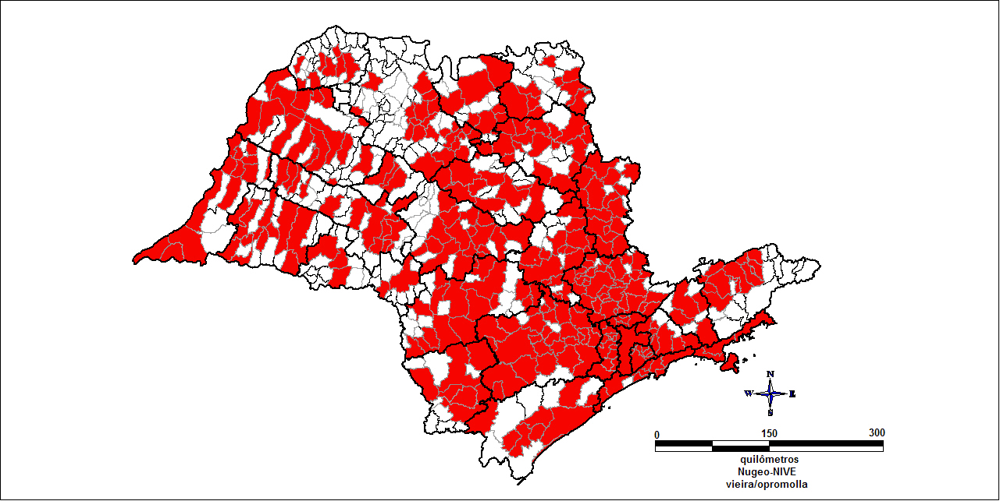 N
W E
S
0 150 300
quilômetros
Nugeo-NIVE
vieira/opromolla